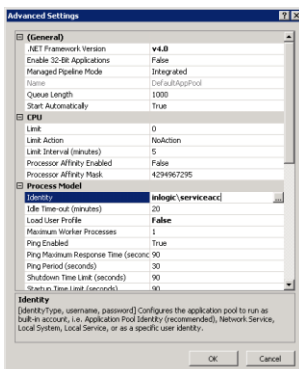 Advanced Settings
(General)
.NET Framework Version v4.0
Enable 32-Bit Applications False
Managed Pipeline Mode Integrated
Name DefaultAppPool
Queue Length 1000
Start Automatically True
CPU
Limit 0
Limit Action NoAction
Limit Interval (minutes) 5
Processor Affinity Enabled False
Processor Affinity Mask 4294967295
Process Model
Identity inlogic\serviceacc ...
Idle Time-out (minutes) 20
Load User Profile False
Maximum Worker Processes 1
Ping Enabled True
Ping Maximum Response Time (second 90
Ping Period (seconds) 30
Shutdown Time Limit (seconds) 90
Startup Time Limit (seconds) 90
Identity
[identityType, username, password] Configures the application pool to run as
built-in account, i.e. Application Pool Identity (recommended), Network Service,
Local System, Local Service, or as a specific user identity.
OK Cancel